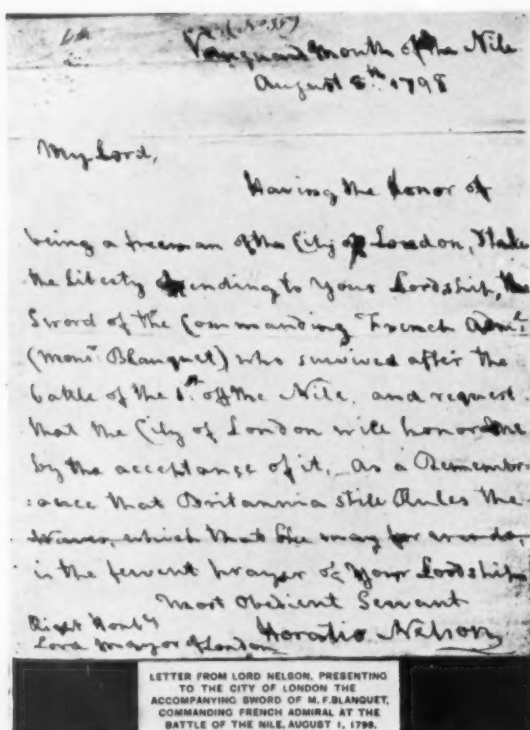 Vanguard Mouth of the Nile
August 8th 1798
My Lord,
Having the honor of
being a freeman of the City of London, I take
the Liberty of sending to Your Lordship, the
Sword of the Commanding French Adml:
(Monsr. Blanquet) who survived after the
battle of the 1st. off the Nile, and request
that the City of London will honor me
by the acceptance of it, as a Remembr
:ance that Britannia still Rules the
Waves, which that She may for ever do,
is the fervent prayer of Your Lordships
Most Obedient Servant
Right Honble
Horatio Nelson
Lord Mayor of London
LETTER FROM LORD NELSON, PRESENTING
TO THE CITY OF LONDON THE
ACCOMPANYING SWORD OF M. F. BLANQUET,
COMMANDING FRENCH ADMIRAL AT THE
BATTLE OF THE NILE, AUGUST 1, 1798.